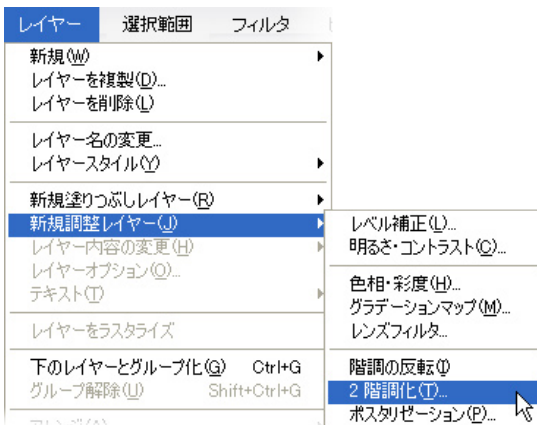 レイヤー 選択範囲 フィルタ
新規(W)
レイヤーを複製(D)...
レイヤーを削除(L)
レイヤー名の変更...
レイヤースタイル(Y)
新規塗りつぶしレイヤー(R)
新規調整レイヤー(J)
レイヤー内容の変更(H)
レイヤーオプション(O)...
テキスト(T)
レイヤーをラスタライズ
下のレイヤーとグループ化(G) Ctrl+G
グループ解除(U) Shift+Ctrl+G
アレンジ(A)
レベル補正(L)...
明るさ・コントラスト(C)...
色相・彩度(H)...
グラデーションマップ(M)...
レンズフィルタ...
階調の反転(I)
2 階調化(T)...
ポスタリゼーション(P)...